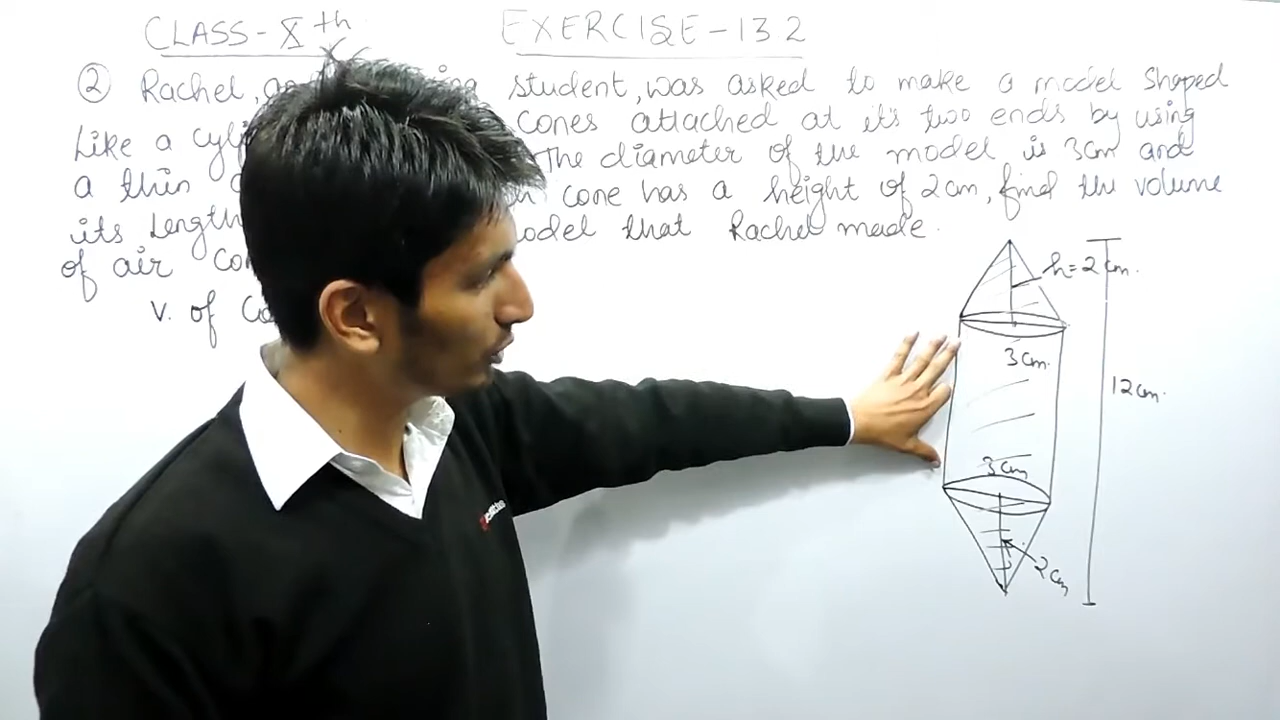 CLASS-Xth EXERCISE-13.2
② Rachel, student, was asked to make a model shaped
Like a cones attached at it's two ends by using
a thin The diameter of the model is 3cm and
its Length cone has a height of 2cm, find the volume
of air model that Rachel made.
V. of
h=2cm.
3cm.
12cm.
3cm
2cm